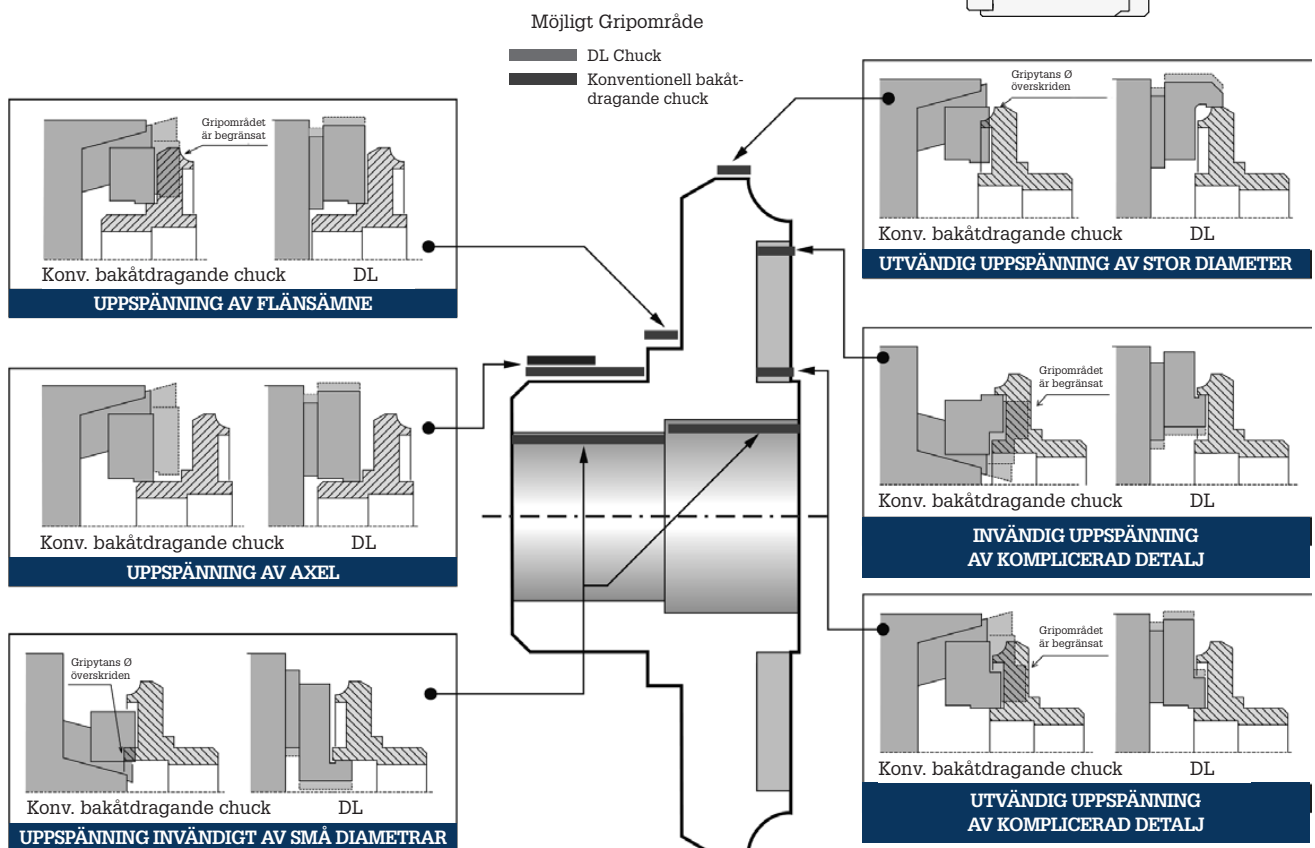 Möjligt Gripområde
DL Chuck
Konventionell bakåt-
dragande chuck
Gripområdet
är begränsat
Konv. bakåtdragande chuck
DL
UPPSPÄNNING AV FLÄNSÄMNE
Konv. bakåtdragande chuck
DL
UPPSPÄNNING AV AXEL
Gripytans Ø
överskriden
Konv. bakåtdragande chuck
DL
UPPSPÄNNING INVÄNDIGT AV SMÅ DIAMETRAR
Gripytans Ø
överskriden
Konv. bakåtdragande chuck
DL
UTVÄNDIG UPPSPÄNNING AV STOR DIAMETER
Gripområdet
är begränsat
Konv. bakåtdragande chuck
DL
INVÄNDIG UPPSPÄNNING
AV KOMPLICERAD DETALJ
Gripområdet
är begränsat
Konv. bakåtdragande chuck
DL
UTVÄNDIG UPPSPÄNNING
AV KOMPLICERAD DETALJ